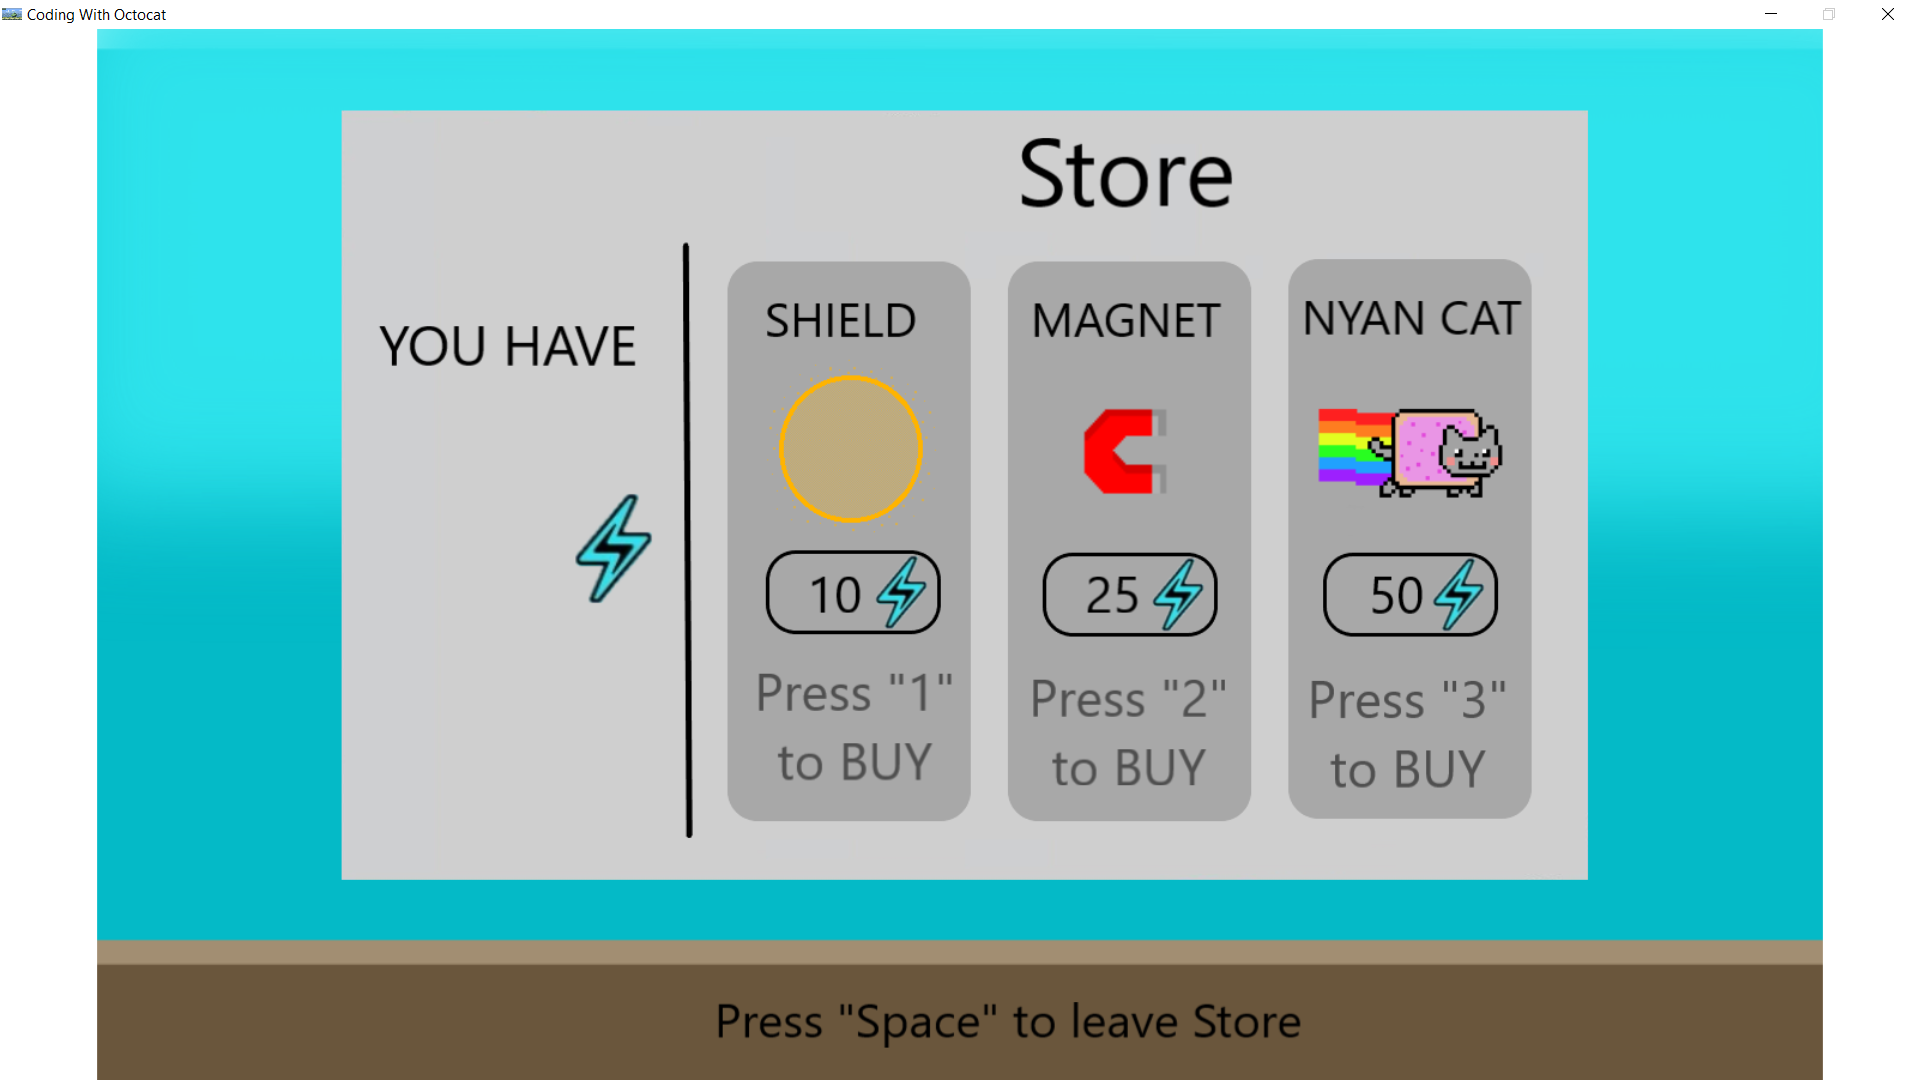 Coding With Octocat
Store
YOU HAVE
SHIELD
10
Press "1"
to BUY
MAGNET
25
Press "2"
to BUY
NYAN CAT
50
Press "3"
to BUY
Press "Space" to leave Store